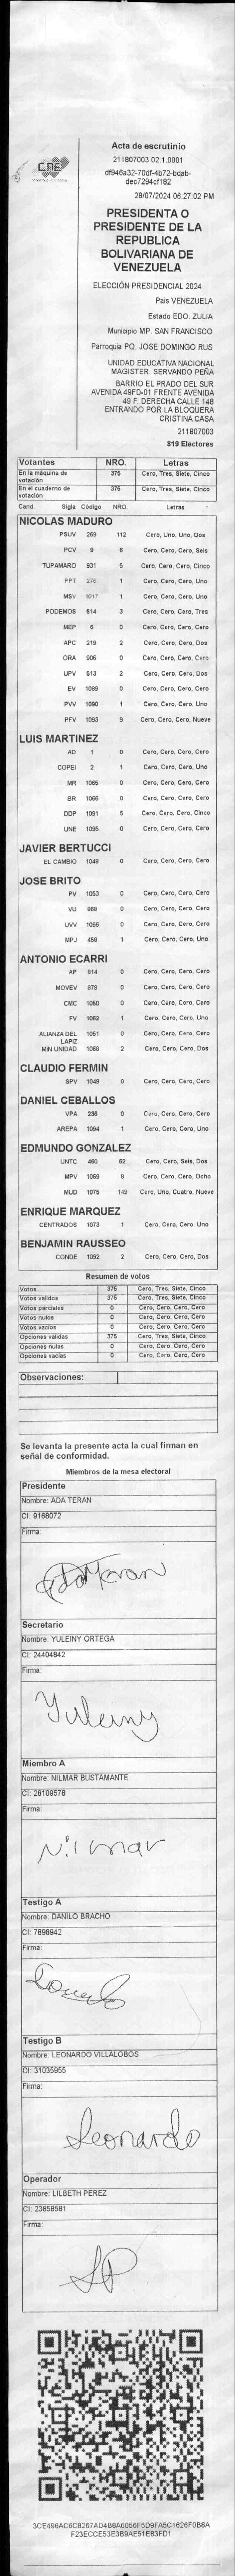 CNE
Acta de escrutinio
211807003.02.1.0001
df946a32-70df-4b72-bdab-
dec7294cf182
28/07/2024 06:27:02 PM
PRESIDENTA O
PRESIDENTE DE LA
REPUBLICA
BOLIVARIANA DE
VENEZUELA
ELECCIÓN PRESIDENCIAL 2024
Pais VENEZUELA
Estado EDO. ZULIA
Municipio MP. SAN FRANCISCO
Parroquia PQ. JOSE DOMINGO RUS
UNIDAD EDUCATIVA NACIONAL
MAGISTER. SERVANDO PEÑA
BARRIO EL PRADO DEL SUR
AVENIDA 49FD-01 FRENTE AVENIDA
49 F. DERECHA CALLE 148
ENTRANDO POR LA BLOQUERA
CRISTINA CASA
211807003
819 Electores
Votantes NRO. Letras
En la máquina de votación 375 Cero, Tres, Siete, Cinco
En el cuaderno de votación 375 Cero, Tres, Siete, Cinco
Cand. Sigla Código NRO. Letras
NICOLAS MADURO
PSUV 269 112 Cero, Uno, Uno, Dos
PCV 9 6 Cero, Cero, Cero, Seis
TUPAMARO 931 5 Cero, Cero, Cero, Cinco
PPT 276 1 Cero, Cero, Cero, Uno
MSV 1017 1 Cero, Cero, Cero, Uno
PODEMOS 514 3 Cero, Cero, Cero, Tres
MEP 6 0 Cero, Cero, Cero, Cero
APC 219 2 Cero, Cero, Cero, Dos
ORA 906 0 Cero, Cero, Cero, Cero
UPV 513 2 Cero, Cero, Cero, Dos
EV 1089 0 Cero, Cero, Cero, Cero
PVV 1090 1 Cero, Cero, Cero, Uno
PFV 1093 9 Cero, Cero, Cero, Nueve
LUIS MARTINEZ
AD 1 0 Cero, Cero, Cero, Cero
COPEI 2 1 Cero, Cero, Cero, Uno
MR 1065 0 Cero, Cero, Cero, Cero
BR 1066 0 Cero, Cero, Cero, Cero
DDP 1091 5 Cero, Cero, Cero, Cinco
UNE 1095 0 Cero, Cero, Cero, Cero
JAVIER BERTUCCI
EL CAMBIO 1048 0 Cero, Cero, Cero, Cero
JOSE BRITO
PV 1053 0 Cero, Cero, Cero, Cero
VU 869 0 Cero, Cero, Cero, Cero
UVV 1096 0 Cero, Cero, Cero, Cero
MPJ 459 1 Cero, Cero, Cero, Uno
ANTONIO ECARRI
AP 814 0 Cero, Cero, Cero, Cero
MOVEV 678 0 Cero, Cero, Cero, Cero
CMC 1050 0 Cero, Cero, Cero, Cero
FV 1062 1 Cero, Cero, Cero, Uno
ALIANZA DEL LAPIZ 1051 0 Cero, Cero, Cero, Cero
MIN UNIDAD 1068 2 Cero, Cero, Cero, Dos
CLAUDIO FERMIN
SPV 1049 0 Cero, Cero, Cero, Cero
DANIEL CEBALLOS
VPA 236 0 Cero, Cero, Cero, Cero
AREPA 1094 1 Cero, Cero, Cero, Uno
EDMUNDO GONZALEZ
UNTC 460 62 Cero, Cero, Seis, Dos
MPV 1069 8 Cero, Cero, Cero, Ocho
MUD 1075 149 Cero, Uno, Cuatro, Nueve
ENRIQUE MARQUEZ
CENTRADOS 1073 1 Cero, Cero, Cero, Uno
BENJAMIN RAUSSEO
CONDE 1092 2 Cero, Cero, Cero, Dos
Resumen de votos
Votos 375 Cero, Tres, Siete, Cinco
Votos validos 375 Cero, Tres, Siete, Cinco
Votos parciales 0 Cero, Cero, Cero, Cero
Votos nulos 0 Cero, Cero, Cero, Cero
Votos vacios 0 Cero, Cero, Cero, Cero
Opciones validas 375 Cero, Tres, Siete, Cinco
Opciones nulas 0 Cero, Cero, Cero, Cero
Opciones vacias 0 Cero, Cero, Cero, Cero
Observaciones:
Se levanta la presente acta la cual firman en
señal de conformidad.
Miembros de la mesa electoral
Presidente
Nombre: ADA TERAN
CI: 9168072
Firma:
Ada Teran
Secretario
Nombre: YULEINY ORTEGA
CI: 24404842
Firma:
Yuleiny
Miembro A
Nombre: NILMAR BUSTAMANTE
CI: 28109578
Firma:
Nilmar
Testigo A
Nombre: DANILO BRACHO
CI: 7898942
Firma:
Testigo B
Nombre: LEONARDO VILLALOBOS
CI: 31035955
Firma:
Leonardo
Operador
Nombre: LILBETH PEREZ
CI: 23858581
Firma:
LP
3CE496AC6C8267AD4B8A6056F5D9FA5C1626F0B8A
F23ECCE53E3B9AE51E83FD1